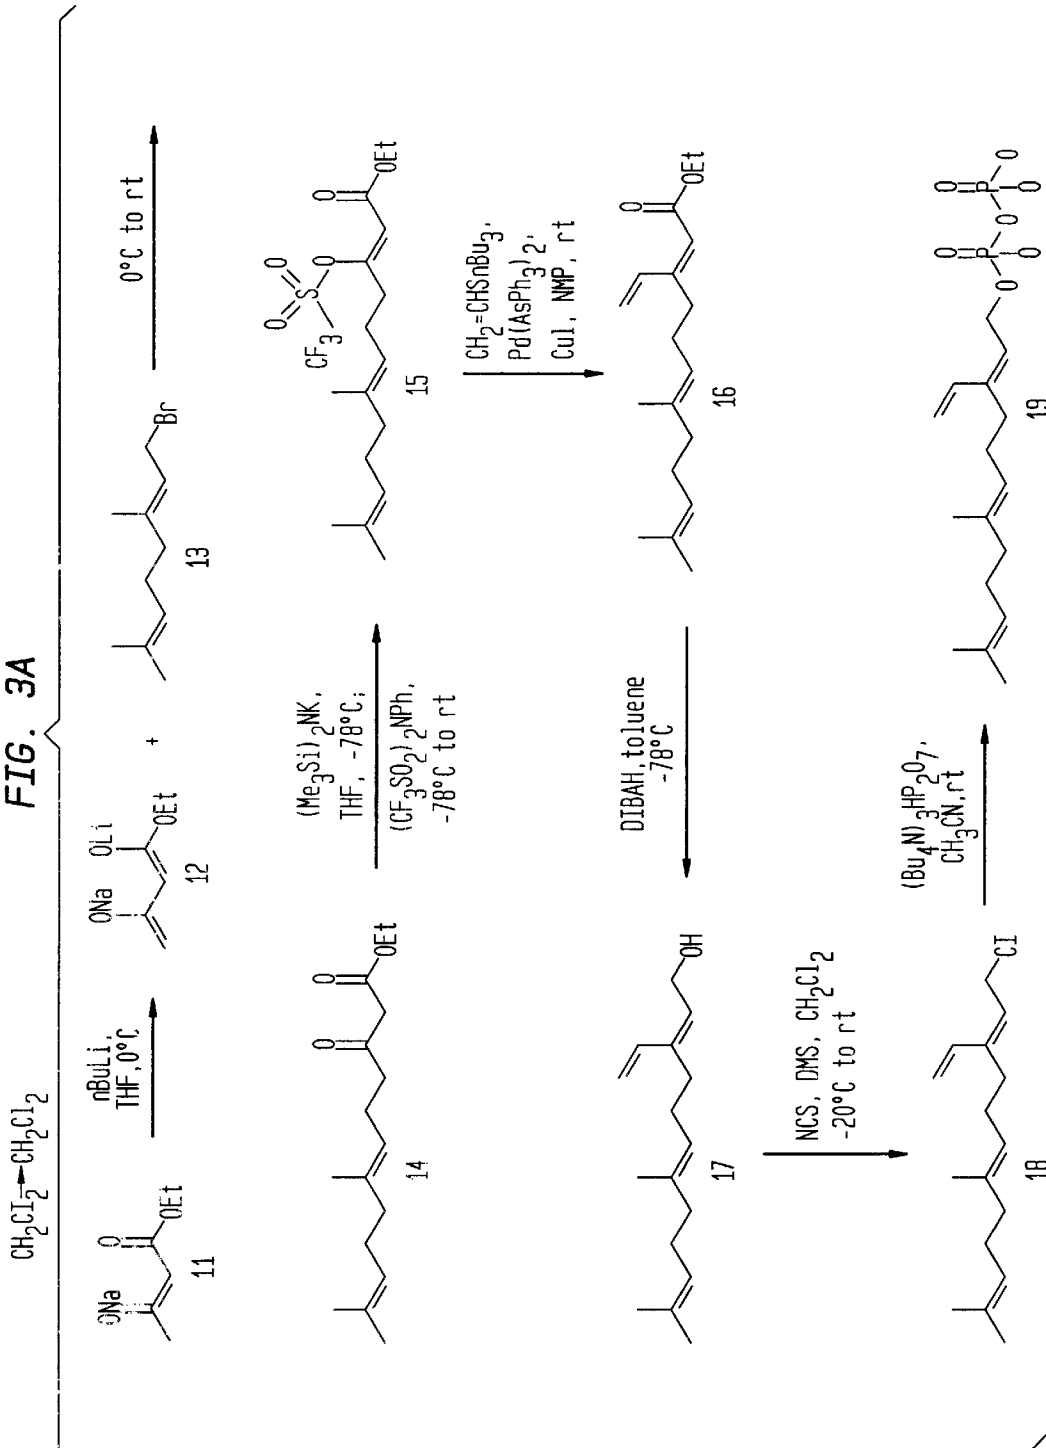 FIG. 3A
CH2CI2→CH2Cl2
ONa
O
OEt
11
nBuLi,
THF, 0°C
ONa
OLi
OEt
12
+
Br
13
0°C to rt
O
O
OEt
14
(Me3Si)2NK,
THF, -78°C;
(CF3SO2)2NPh,
-78°C to rt
O
O
S
O
CF3
O
OEt
15
CH2=CHSnBu3,
Pd(AsPh3)2,
CuI, NMP, rt
O
OEt
16
DIBAH, toluene
-78°C
OH
17
NCS, DMS, CH2Cl2
-20°C to rt
CI
18
(Bu4N)3HP2O7,
CH3CN, rt
O
O
P
O
O
O
P
O
O
O
19